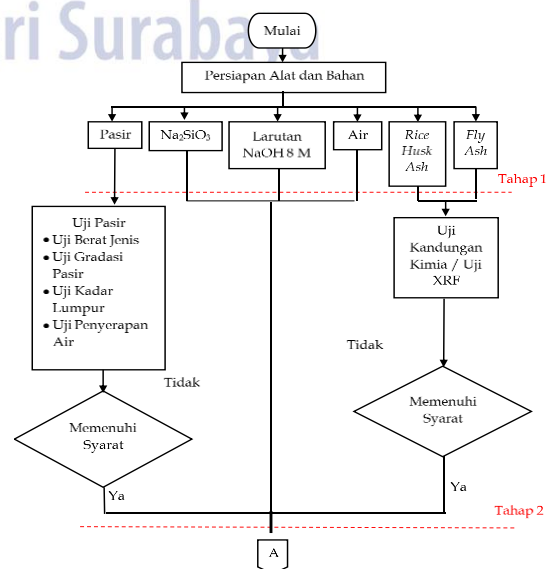 ri Surabaya
Mulai
Persiapan Alat dan Bahan
Pasir
Na₂SiO₃
Larutan
NaOH 8 M
Air
Rice
Husk
Ash
Fly
Ash
Tahap 1
Uji Pasir
• Uji Berat Jenis
• Uji Gradasi
Pasir
• Uji Kadar
Lumpur
• Uji Penyerapan
Air
Uji
Kandungan
Kimia / Uji
XRF
Tidak
Tidak
Memenuhi
Syarat
Memenuhi
Syarat
Ya
Ya
Tahap 2
A